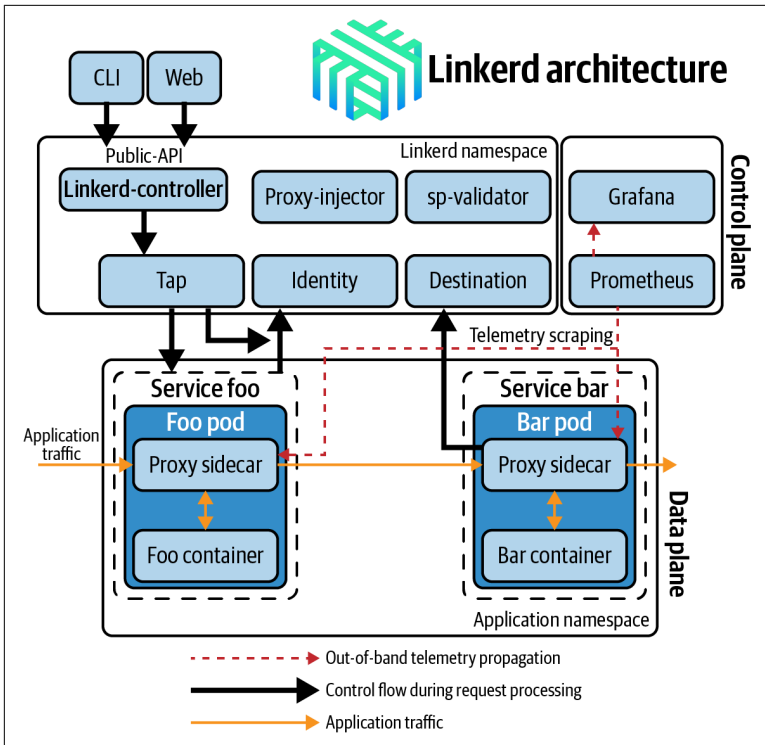 Linkerd architecture
CLI
Web
Public-API
Linkerd namespace
Linkerd-controller
Proxy-injector
sp-validator
Grafana
Control plane
Tap
Identity
Destination
Prometheus
Telemetry scraping
Service foo
Service bar
Foo pod
Bar pod
Application
traffic
Proxy sidecar
Proxy sidecar
Data plane
Foo container
Bar container
Application namespace
Out-of-band telemetry propagation
Control flow during request processing
Application traffic